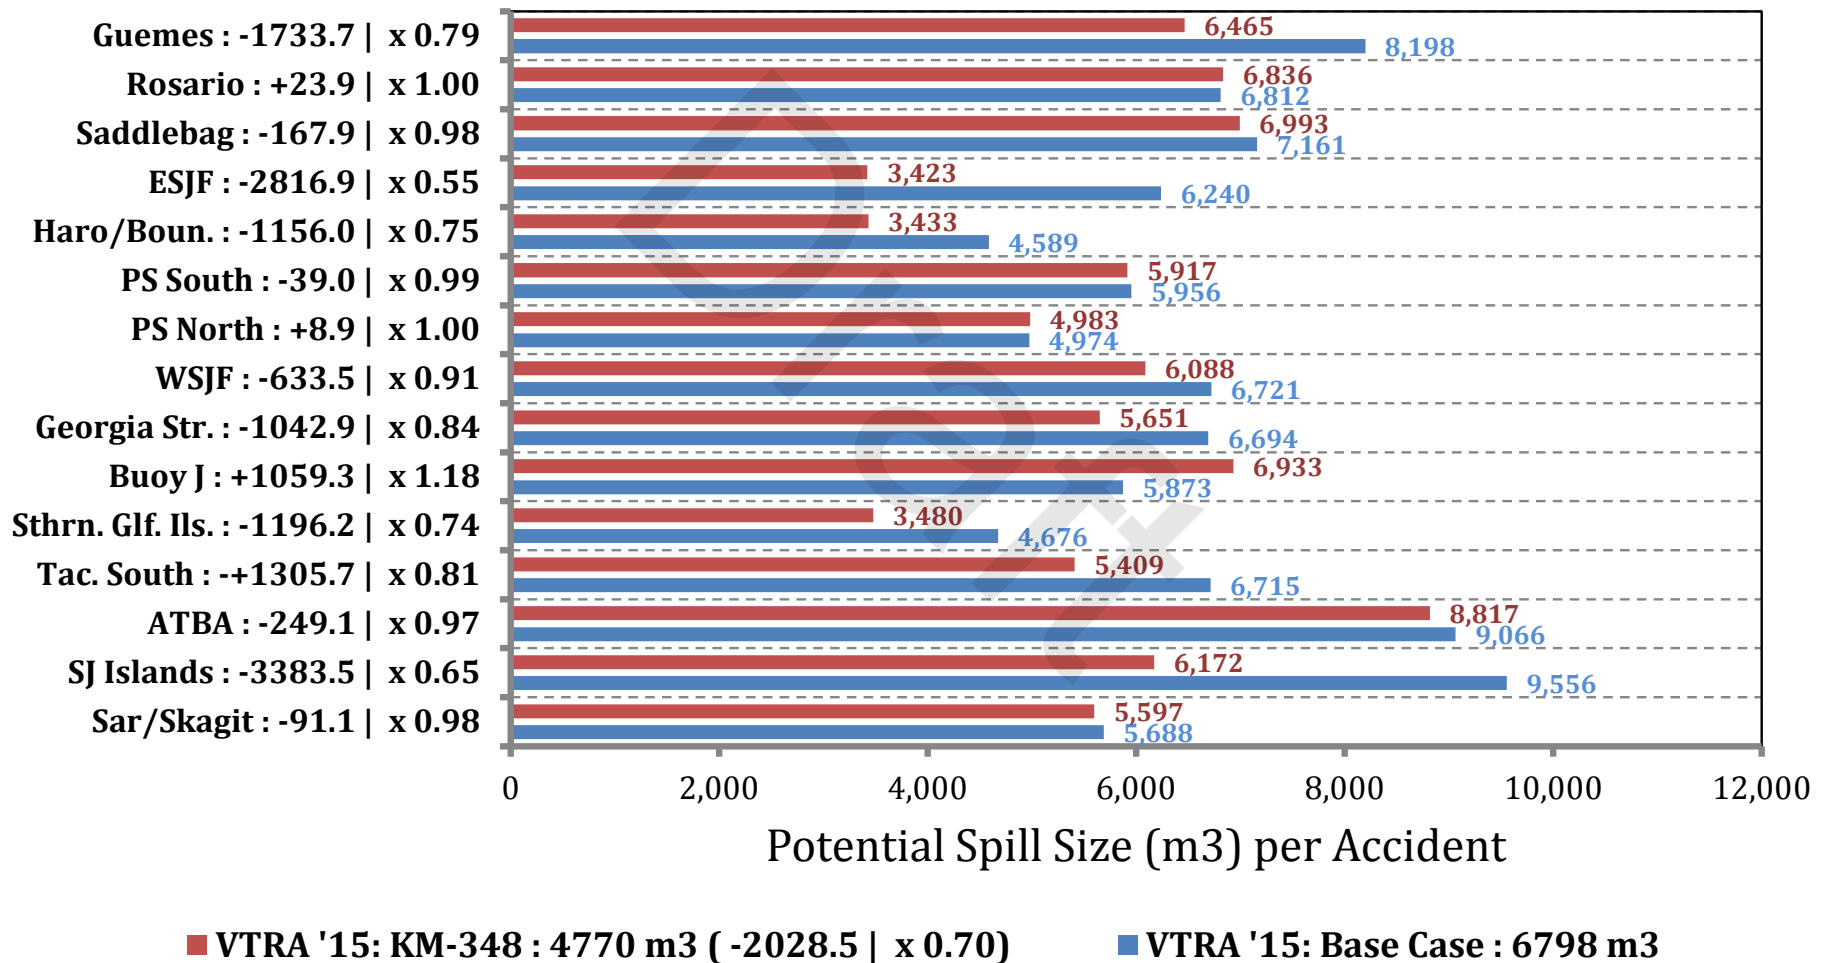 Guemes : -1733.7 | x 0.79
6,465
8,198
Rosario : +23.9 | x 1.00
6,836
6,812
Saddlebag : -167.9 | x 0.98
6,993
7,161
ESJF : -2816.9 | x 0.55
3,423
6,240
Haro/Boun. : -1156.0 | x 0.75
3,433
4,589
PS South : -39.0 | x 0.99
5,917
5,956
PS North : +8.9 | x 1.00
4,983
4,974
WSJF : -633.5 | x 0.91
6,088
6,721
Georgia Str. : -1042.9 | x 0.84
5,651
6,694
Buoy J : +1059.3 | x 1.18
6,933
5,873
Sthrn. Glf. Ils. : -1196.2 | x 0.74
3,480
4,676
Tac. South : -+1305.7 | x 0.81
5,409
6,715
ATBA : -249.1 | x 0.97
8,817
9,066
SJ Islands : -3383.5 | x 0.65
6,172
9,556
Sar/Skagit : -91.1 | x 0.98
5,597
5,688
Draft
0 2,000 4,000 6,000 8,000 10,000 12,000
Potential Spill Size (m3) per Accident
VTRA '15: KM-348 : 4770 m3 ( -2028.5 | x 0.70)
VTRA '15: Base Case : 6798 m3